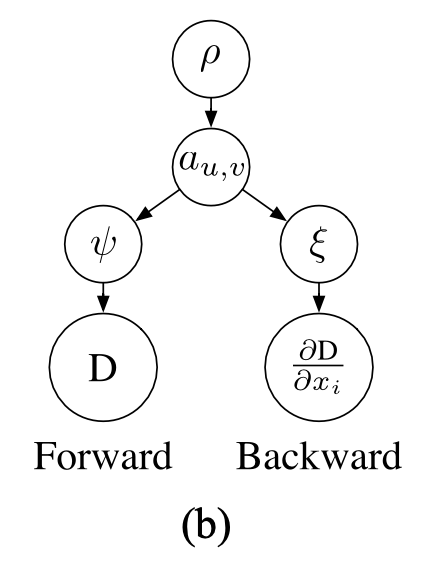 ρ
a_{u,v}
ψ ξ
D ∂D/∂x_i
Forward Backward
(b)